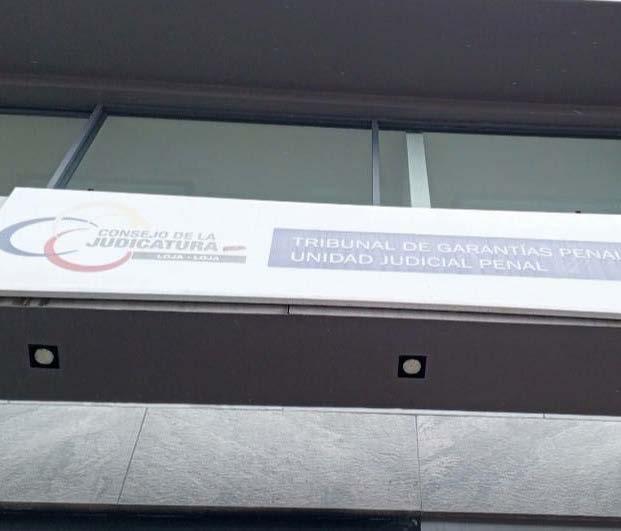 CONSEJO DE LA
JUDICATURA
LOJA - LOJA
TRIBUNAL DE GARANTÍAS PENAL
UNIDAD JUDICIAL PENAL